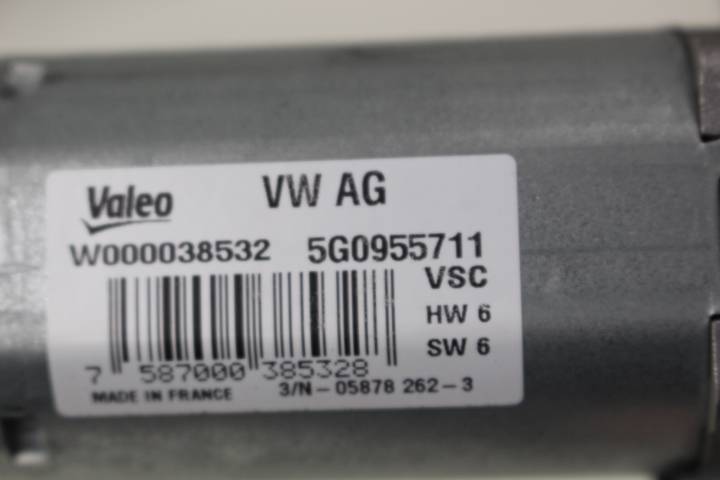 Valeo VW AG
W000038532 5G0955711
VSC
HW 6
SW 6
7 587000 385328
MADE IN FRANCE 3/N-05878 262-3